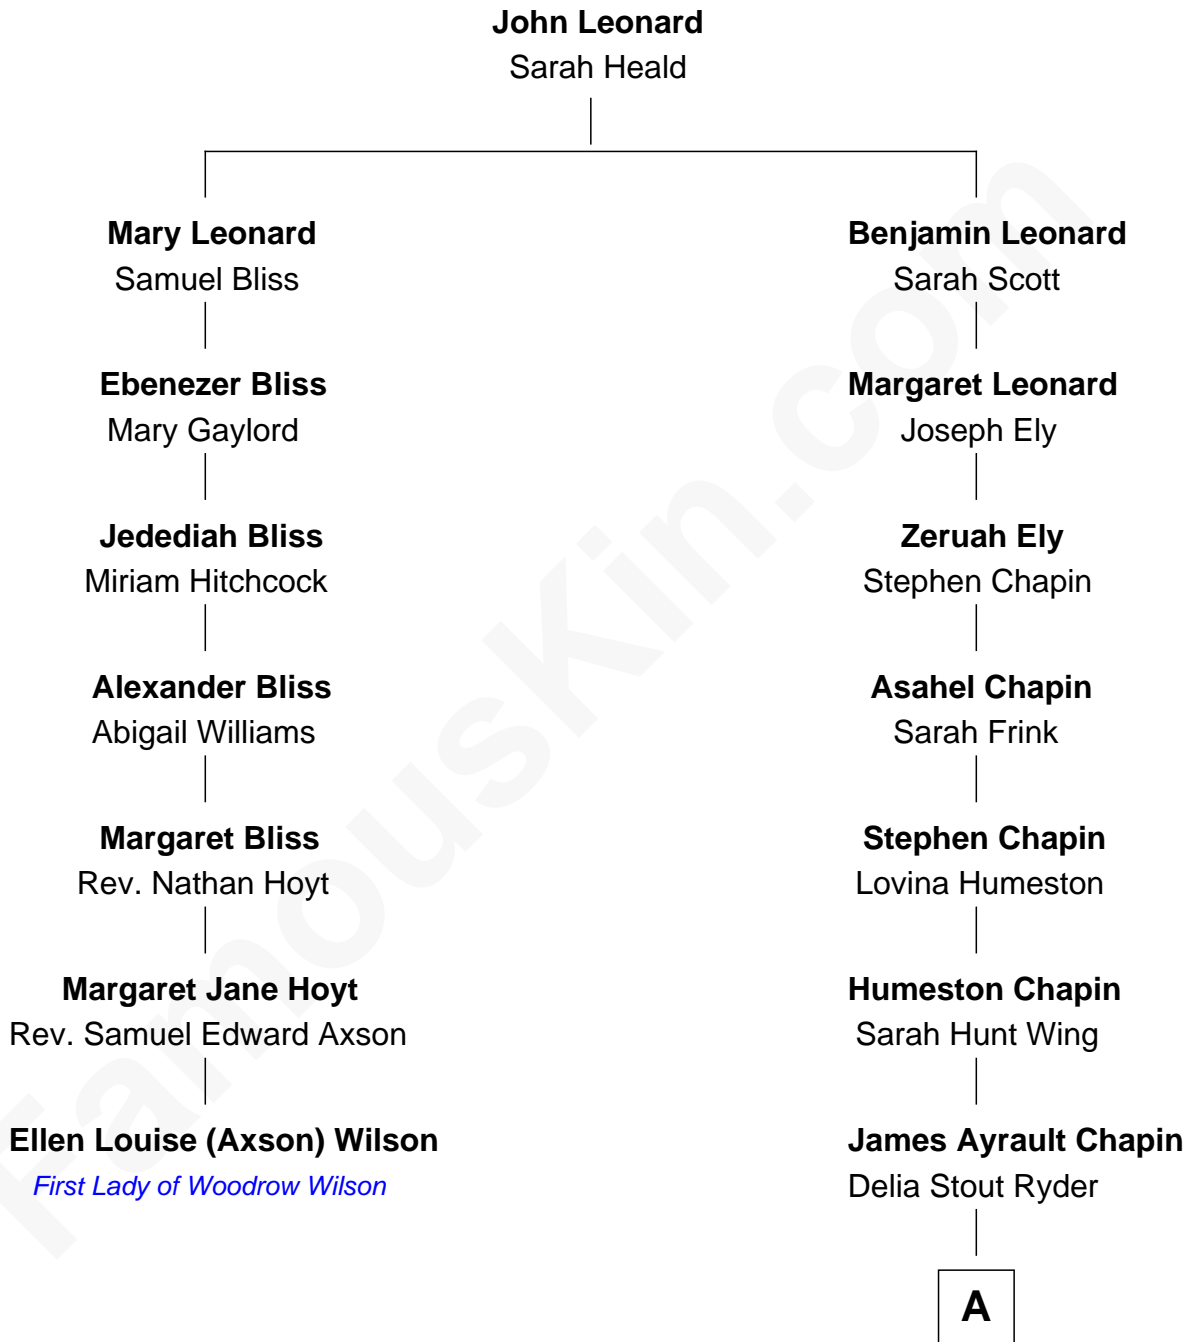 John Leonard
Sarah Heald
Mary Leonard
Samuel Bliss
Benjamin Leonard
Sarah Scott
Ebenezer Bliss
Mary Gaylord
Margaret Leonard
Joseph Ely
Jedediah Bliss
Miriam Hitchcock
Zeruah Ely
Stephen Chapin
Alexander Bliss
Abigail Williams
Asahel Chapin
Sarah Frink
Margaret Bliss
Rev. Nathan Hoyt
Stephen Chapin
Lovina Humeston
Margaret Jane Hoyt
Rev. Samuel Edward Axson
Humeston Chapin
Sarah Hunt Wing
Ellen Louise (Axson) Wilson
First Lady of Woodrow Wilson
James Ayrault Chapin
Delia Stout Ryder
A
FamousKin.com